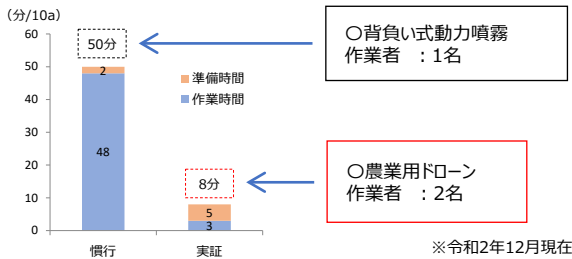 (分/10a)
60
50
40
30
20
10
0
50分
2
48
8分
5
3
慣行
実証
準備時間
作業時間
〇背負い式動力噴霧
作業者 ：1名
〇農業用ドローン
作業者 ：2名
※令和2年12月現在